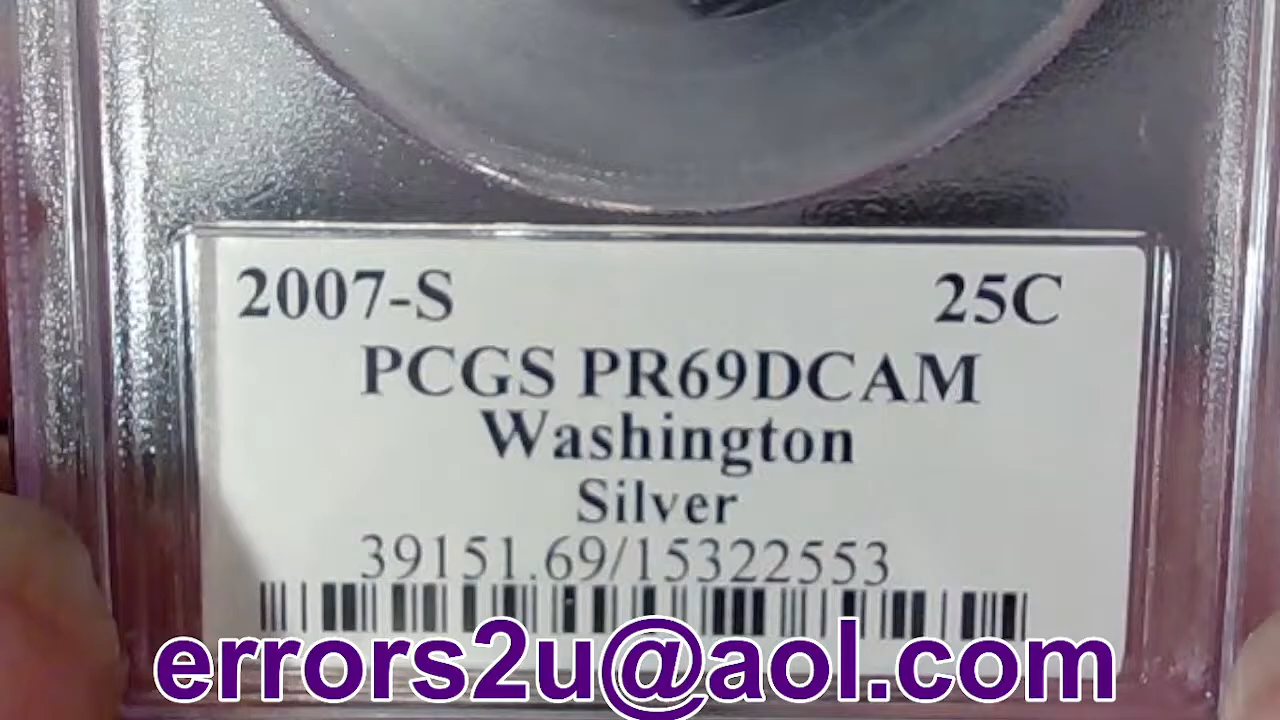 2007-S 25C
PCGS PR69DCAM
Washington
Silver
39151.69/15322553
errors2u@aol.com